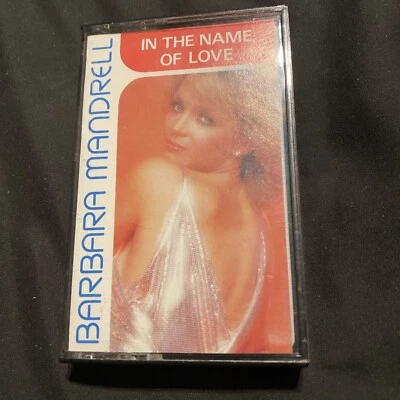 IN THE NAME
OF LOVE
BARBARA MANDRELL